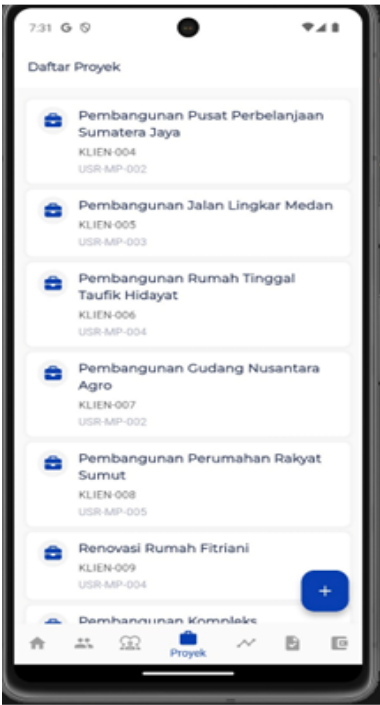 7:31 G
Daftar Proyek
Pembangunan Pusat Perbelanjaan
Sumatera Jaya
KLIEN-004
USR-MP-002
Pembangunan Jalan Lingkar Medan
KLIEN-005
USR-MP-003
Pembangunan Rumah Tinggal
Taufik Hidayat
KLIEN-006
USR-MP-004
Pembangunan Gudang Nusantara
Agro
KLIEN-007
USR-MP-002
Pembangunan Perumahan Rakyat
Sumut
KLIEN-008
USR-MP-005
Renovasi Rumah Fitriani
KLIEN-009
USR-MP-004
+
Pembangunan Kompleks
Proyek